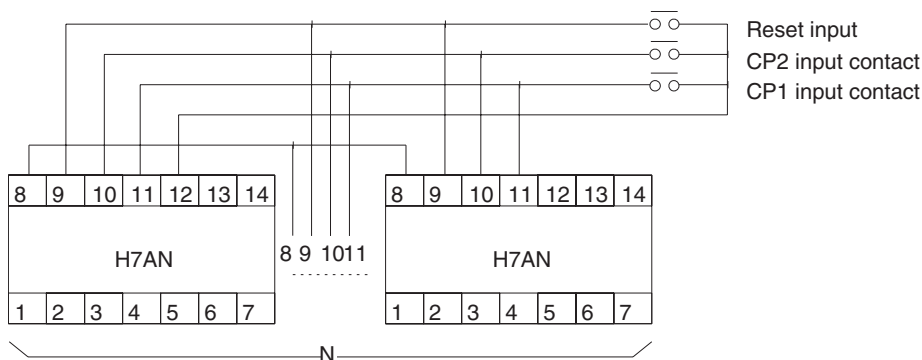 Reset input
CP2 input contact
CP1 input contact
8 9 10 11 12 13 14
8 9 10 11 12 13 14
8 9 10 11
H7AN
H7AN
1 2 3 4 5 6 7
1 2 3 4 5 6 7
N